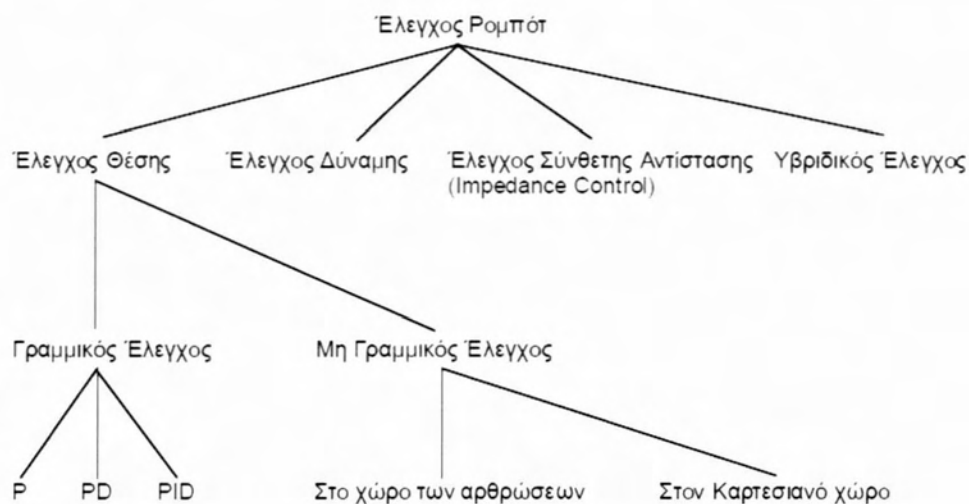 Έλεγχος Ρομπότ
Έλεγχος Θέσης
Έλεγχος Δύναμης
Έλεγχος Σύνθετης Αντίστασης
(Impedance Control)
Υβριδικός Έλεγχος
Γραμμικός Έλεγχος
Μη Γραμμικός Έλεγχος
P
PD
PID
Στο χώρο των αρθρώσεων
Στον Καρτεσιανό χώρο